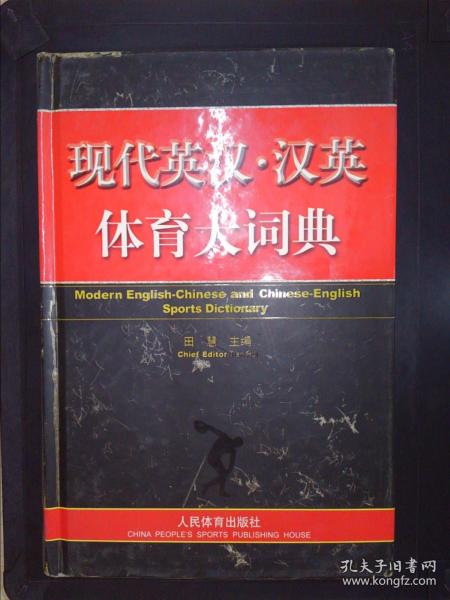 现代英汉·汉英
体育大词典
Modern English-Chinese and Chinese-English
Sports Dictionary
田 慧 主编
Chief Editor
人民体育出版社
CHINA PEOPLE'S SPORTS PUBLISHING HOUSE
孔夫子旧书网
www.kongfz.com